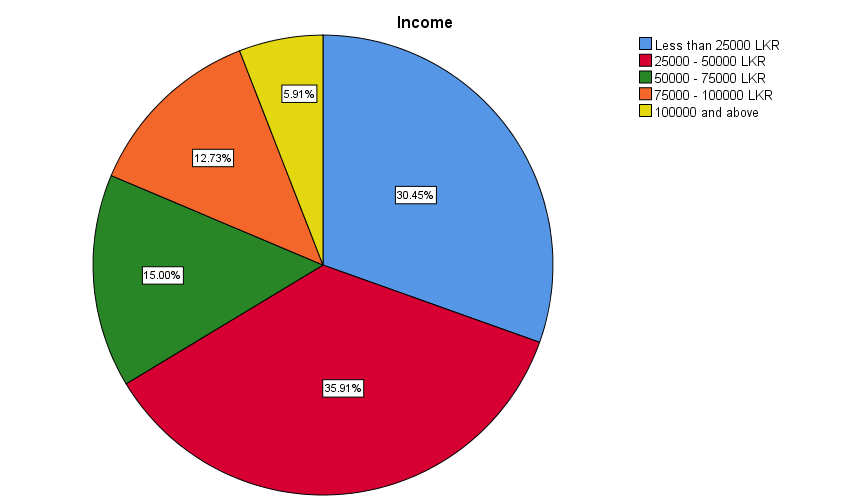 Income
Less than 25000 LKR
25000 - 50000 LKR
50000 - 75000 LKR
75000 - 100000 LKR
100000 and above
5.91%
12.73%
30.45%
15.00%
35.91%